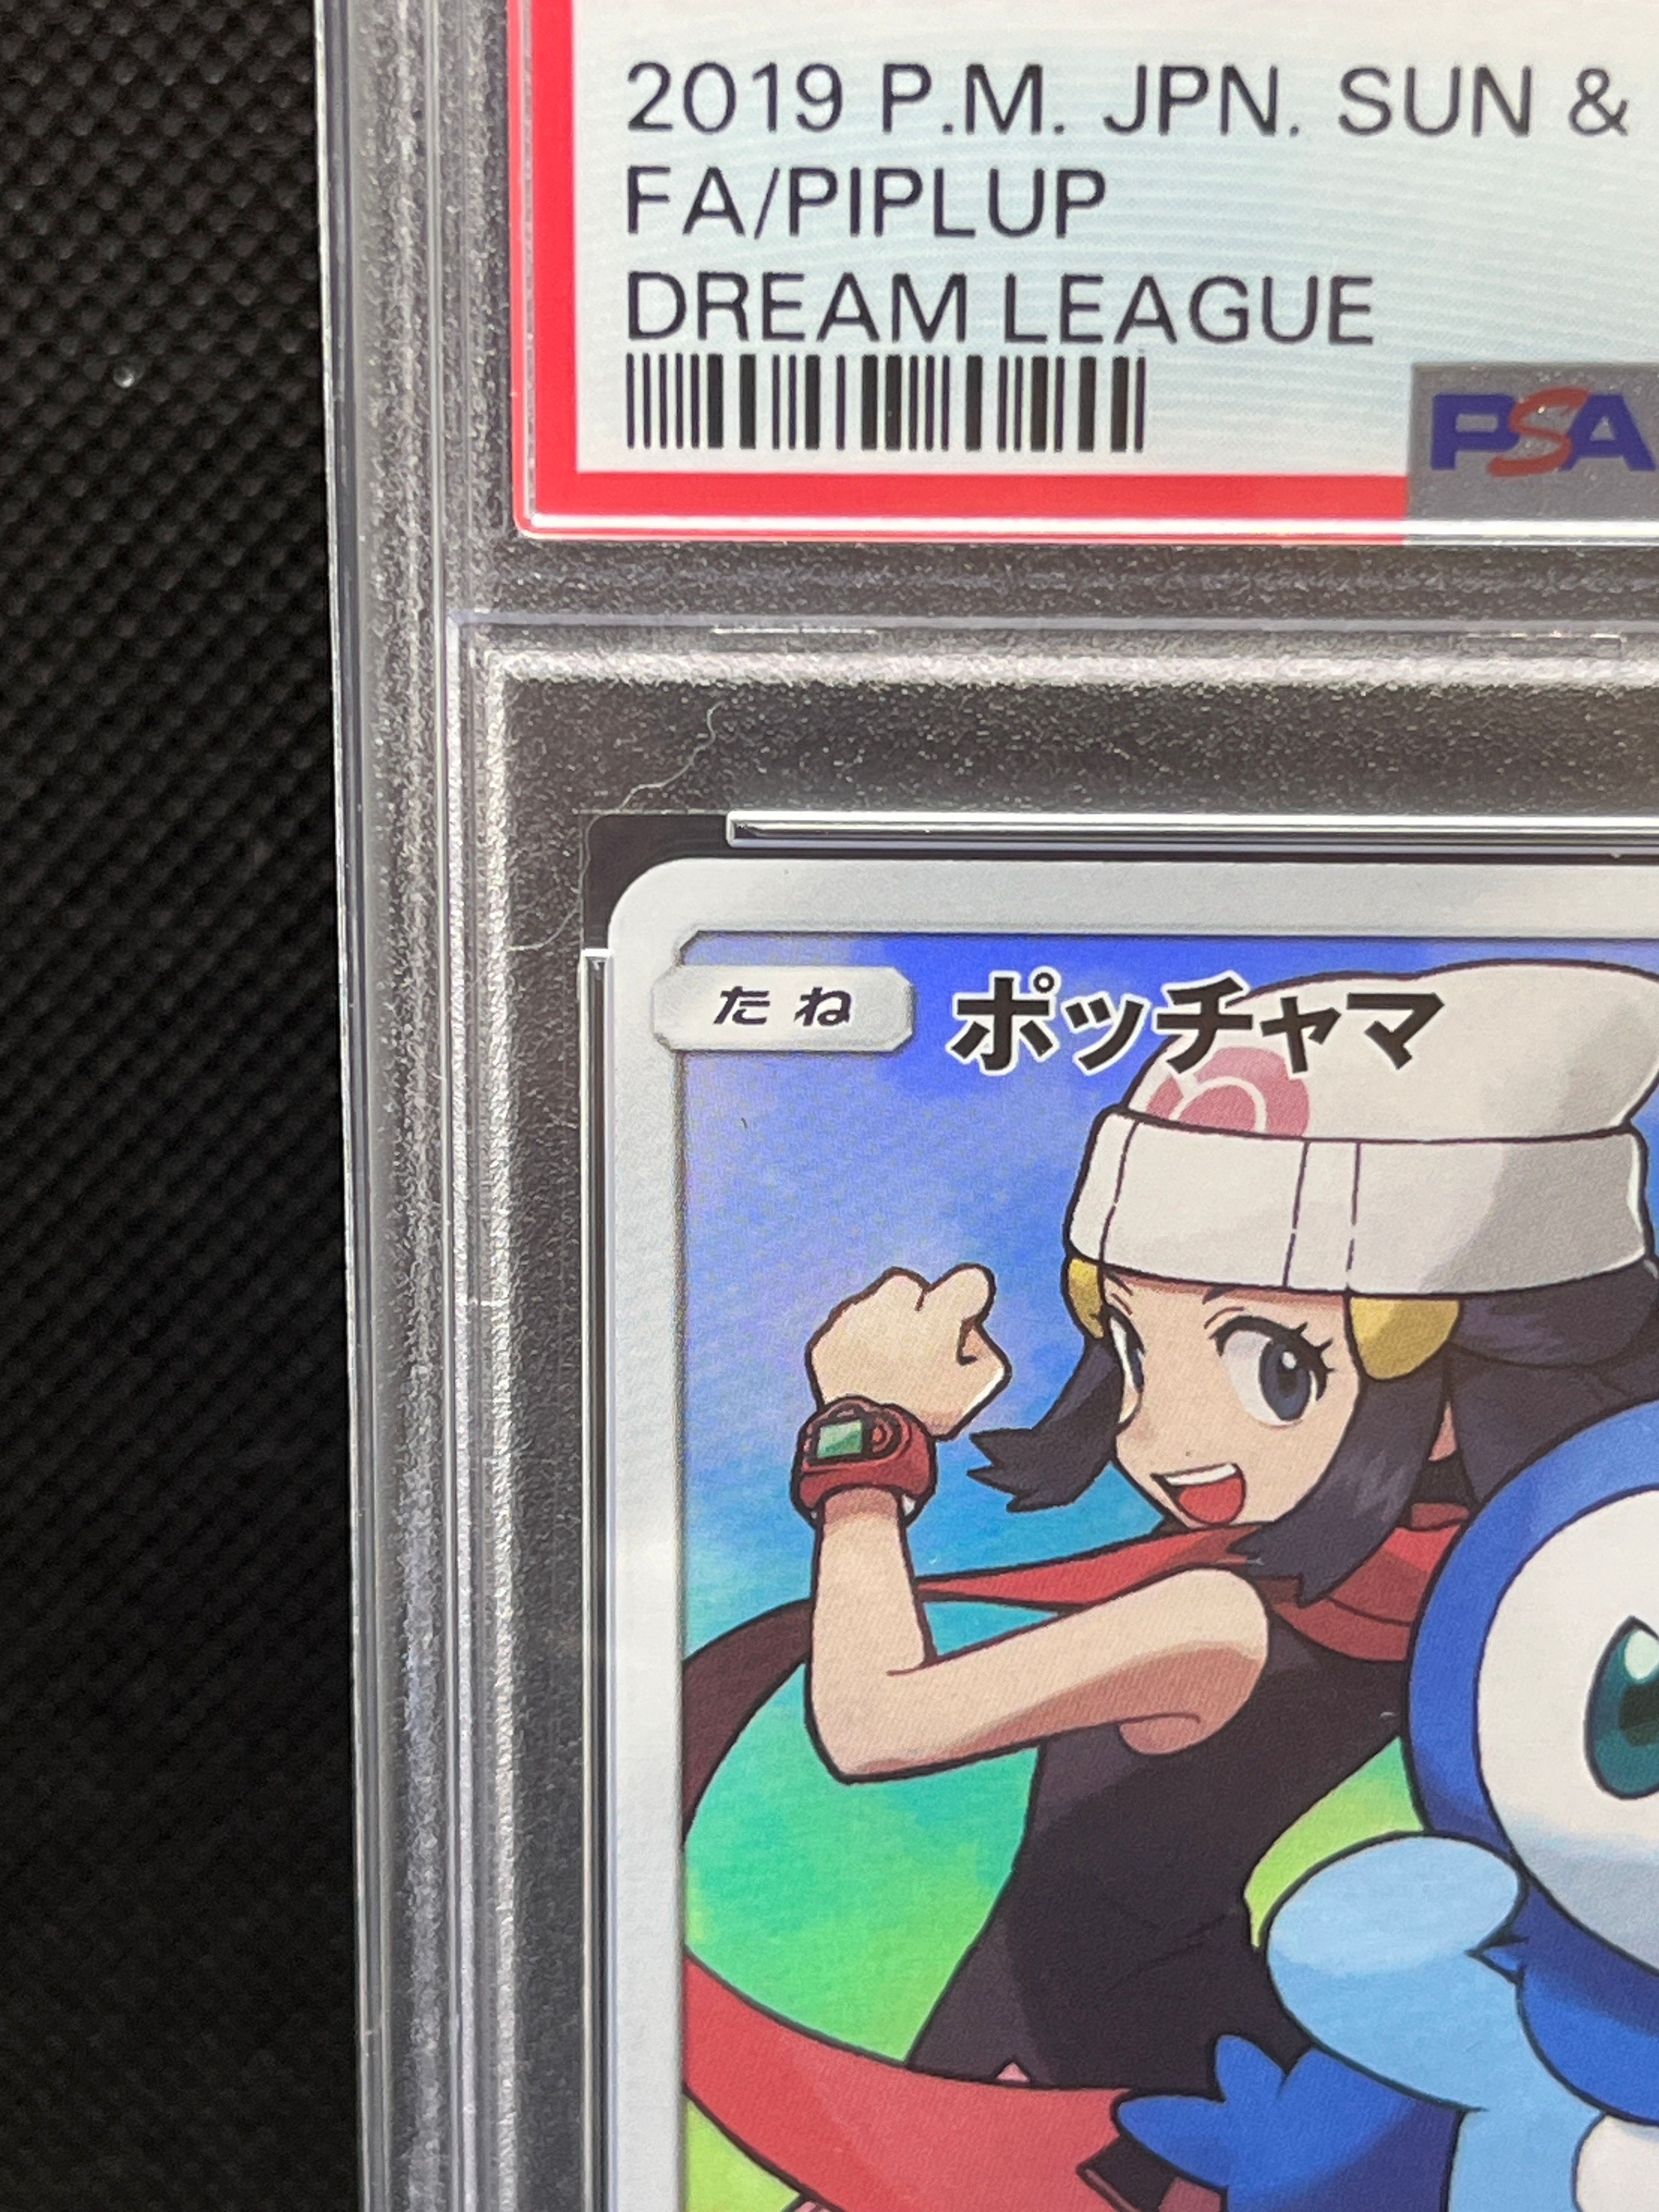 2019 P.M. JPN. SUN &
FA/PIPLUP
DREAM LEAGUE
PSA
たね ポッチャマ